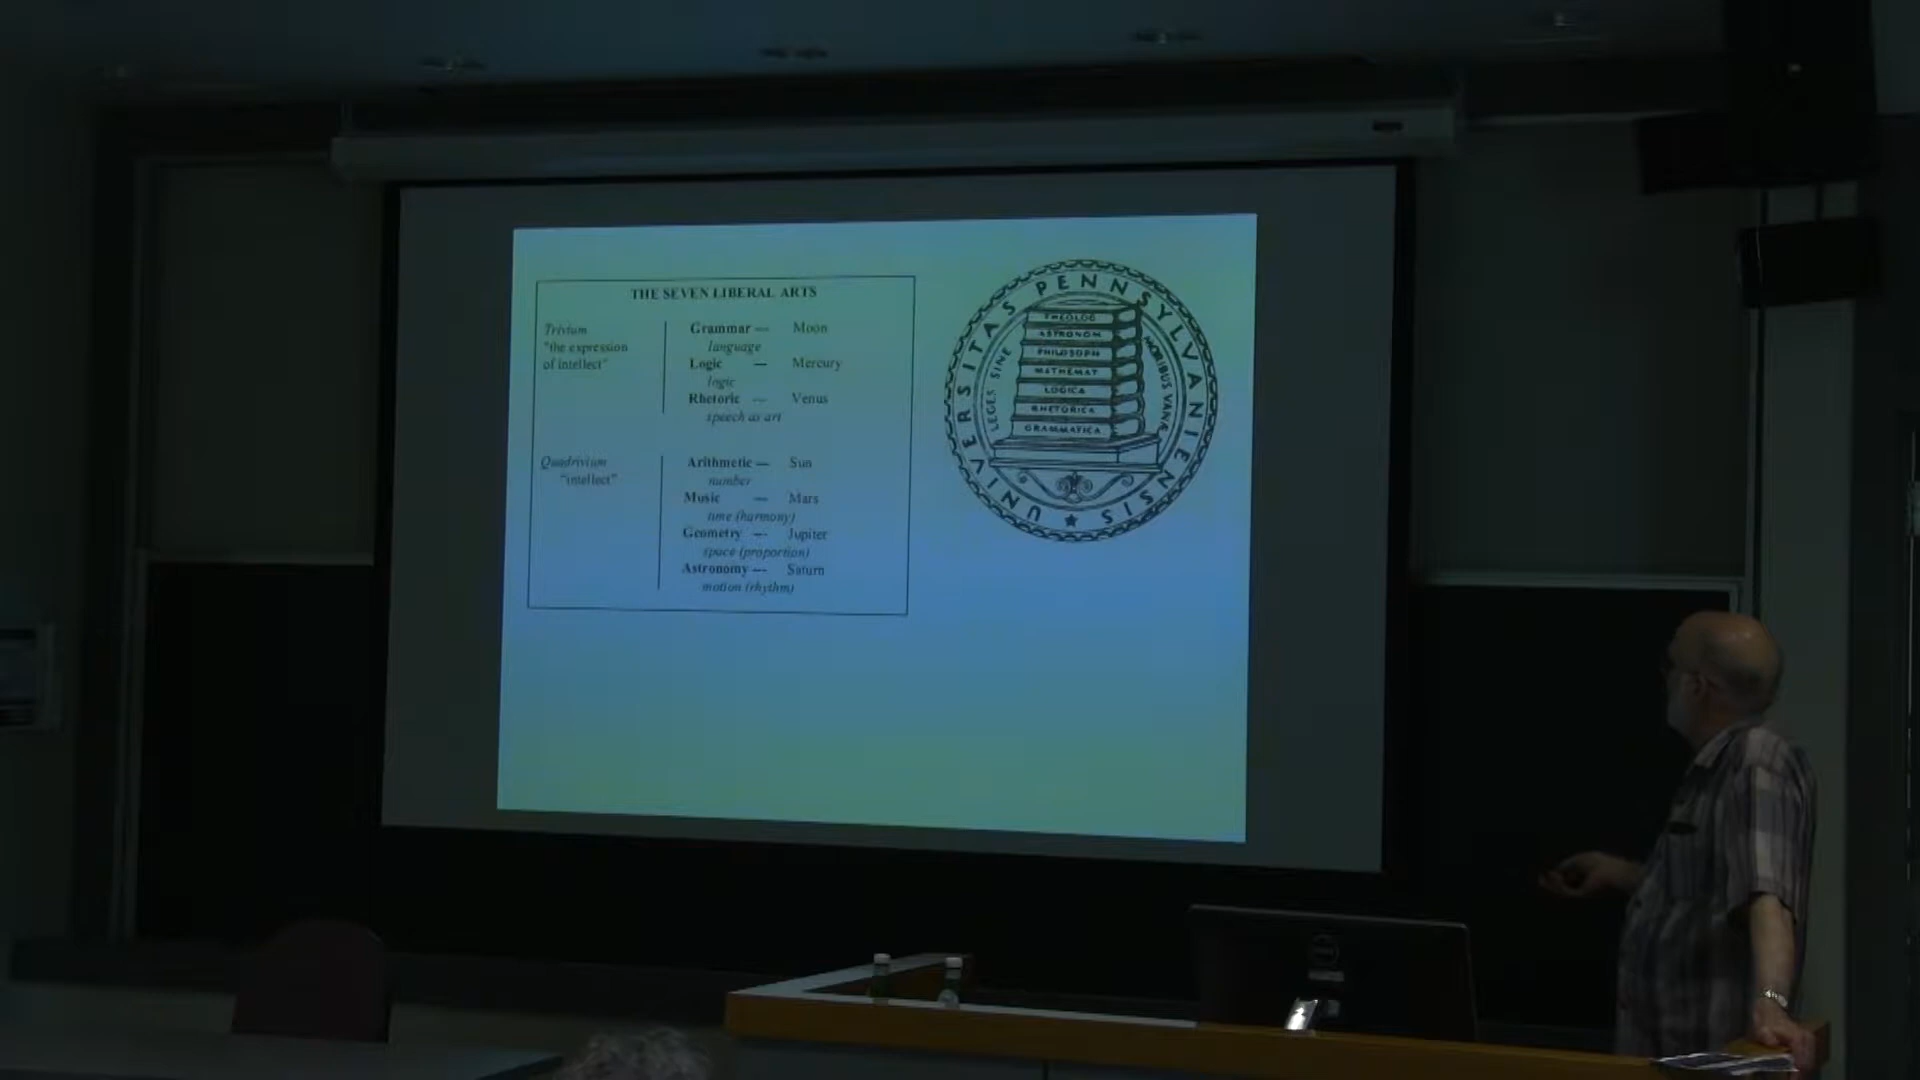 THE SEVEN LIBERAL ARTS
Trivium
"the expression
of intellect"
Grammar — Moon
language
Logic — Mercury
logic
Rhetoric — Venus
speech as art
Quadrivium
"intellect"
Arithmetic — Sun
number
Music — Mars
time (harmony)
Geometry — Jupiter
space (proportion)
Astronomy — Saturn
motion (rhythm)
UNIVERSITAS PENNSYLVANIENSIS
LEGES SINE MORIBUS VANAE
THEOLOG
ASTRONOM
PHILOSOPH
MATHEMAT
LOGICA
RHETORICA
GRAMMATICA